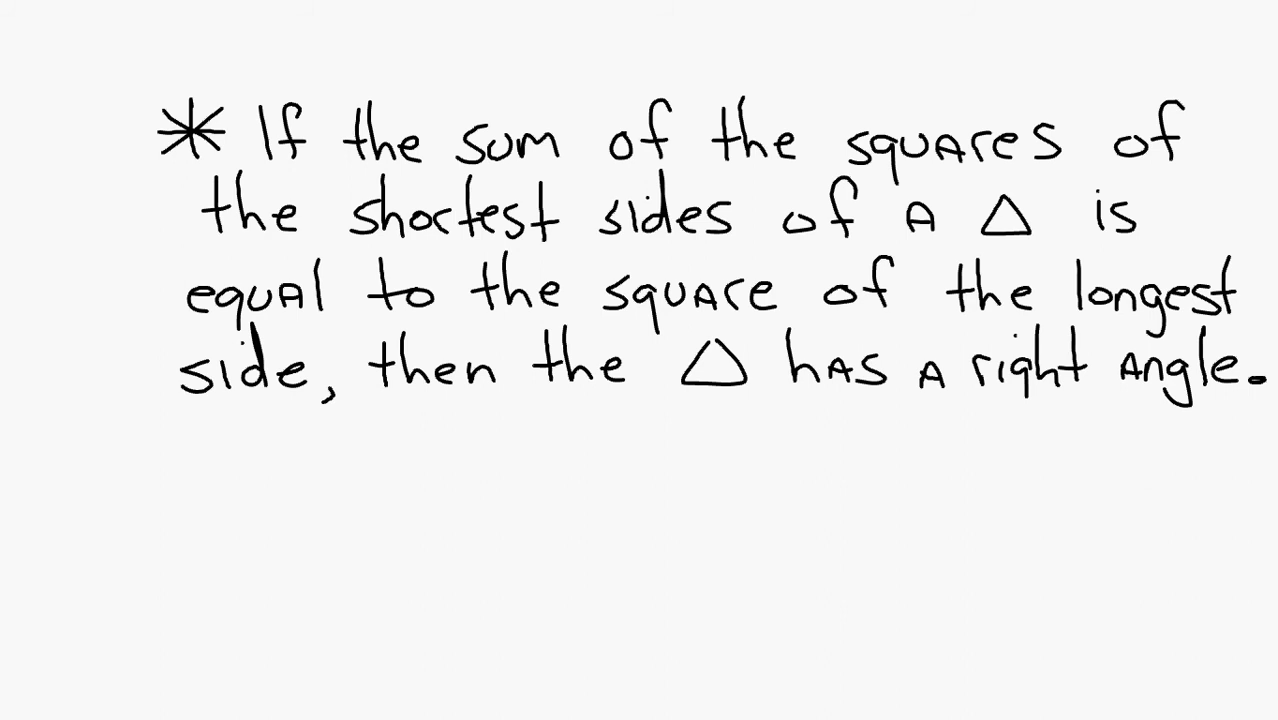 * If the sum of the squares of
the shortest sides of a △ is
equal to the square of the longest
side, then the △ has a right angle.